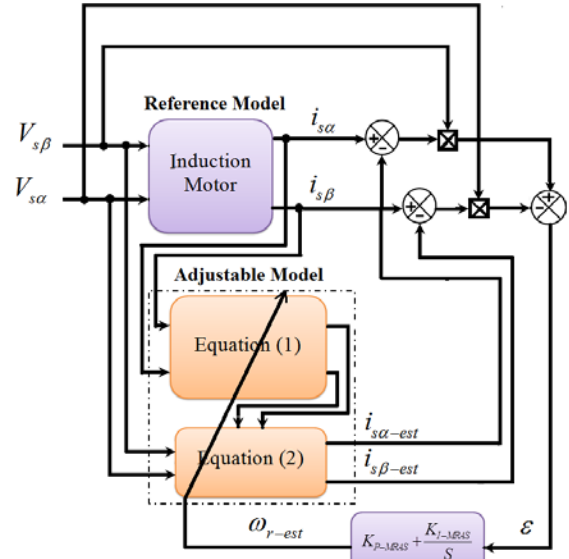 Reference Model
V_{sβ}
V_{sα}
Induction
Motor
i_{sα}
i_{sβ}
+
−
+
−
+
−
Adjustable Model
Equation (1)
Equation (2)
i_{sα−est}
i_{sβ−est}
ω_{r−est}
K_{P−MRAS} + \frac{K_{I−MRAS}}{S}
ε